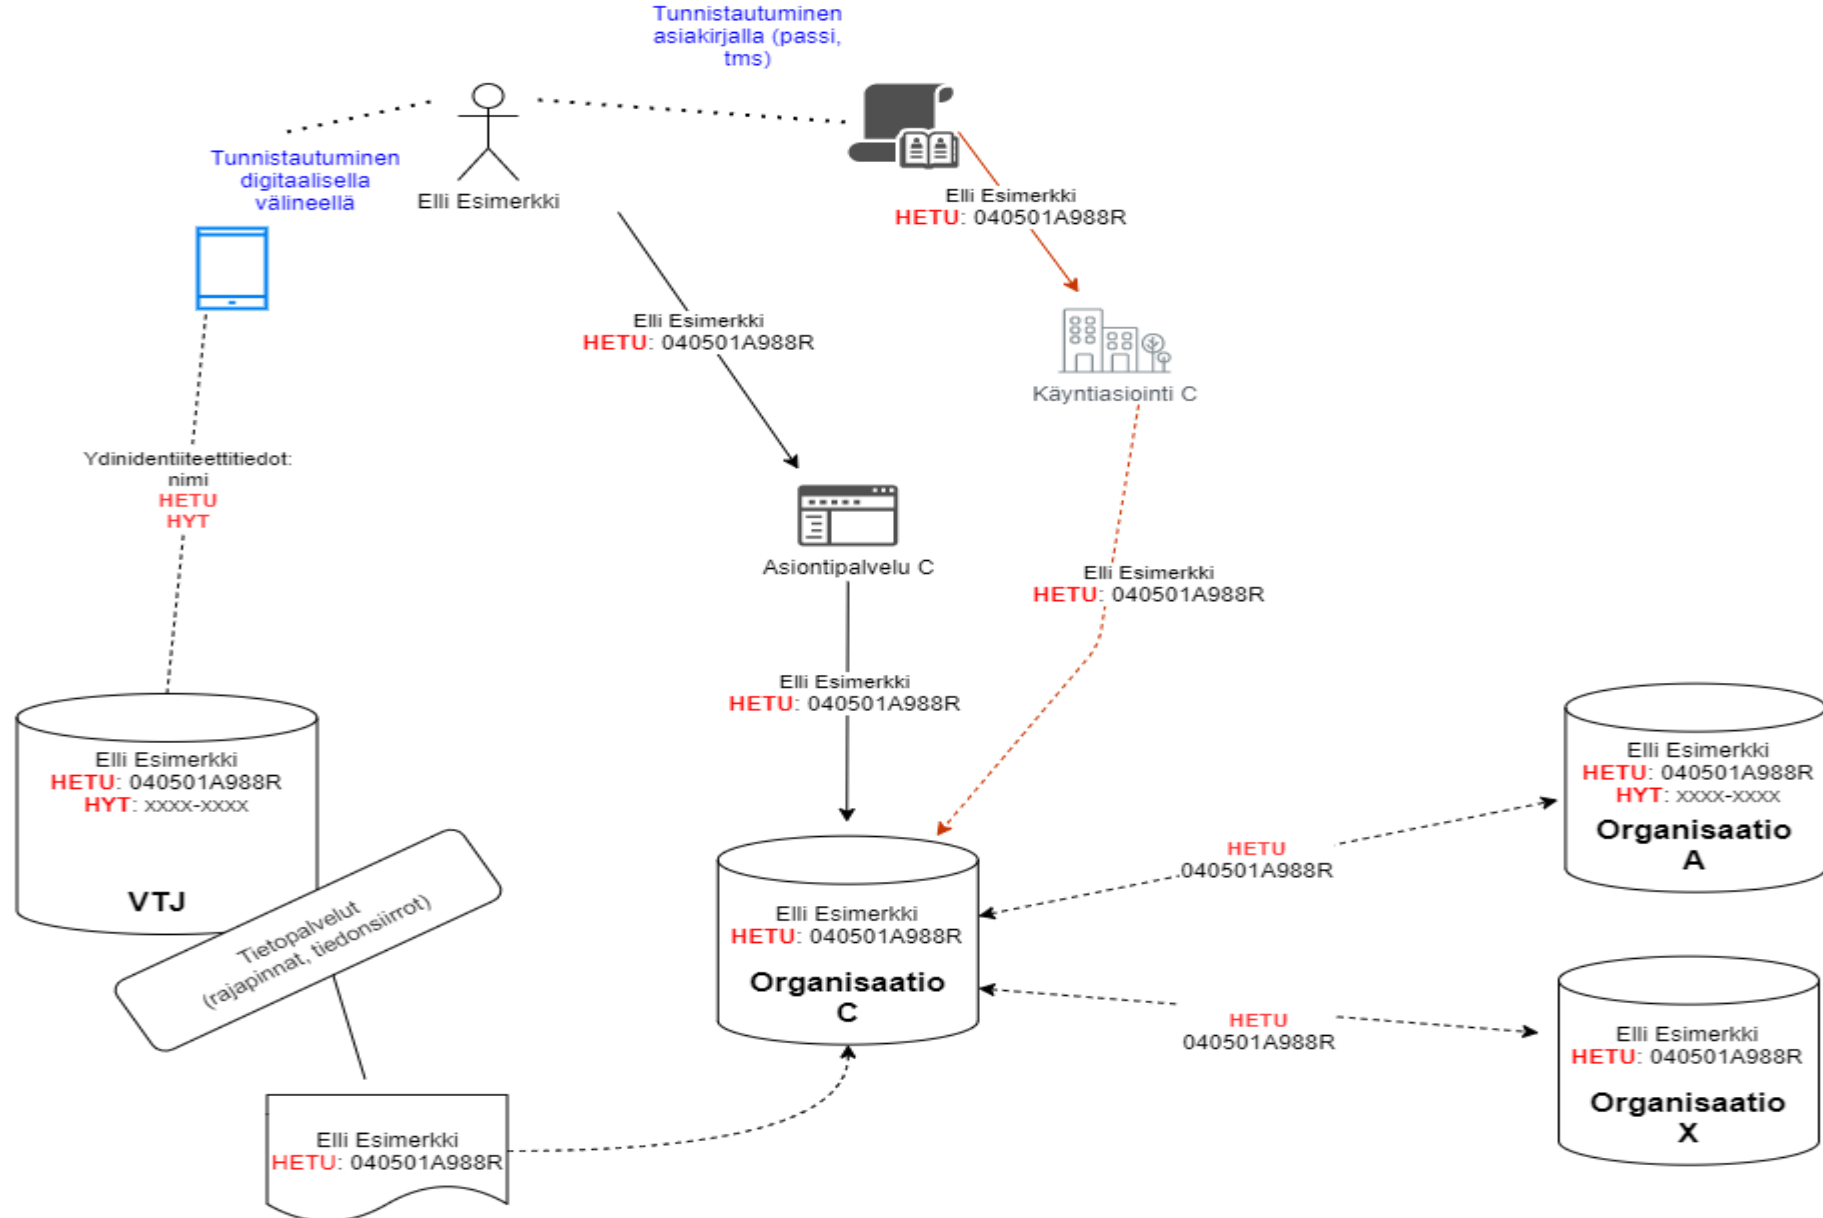 Tunnistautuminen
asiakirjalla (passi,
tms)
Tunnistautuminen
digitaalisella
välineellä
Elli Esimerkki
Elli Esimerkki
HETU: 040501A988R
Elli Esimerkki
HETU: 040501A988R
Käyntiasiointi C
Ydinidentiteettitiedot:
nimi
HETU
HYT
Asiontipalvelu C
Elli Esimerkki
HETU: 040501A988R
Elli Esimerkki
HETU: 040501A988R
Elli Esimerkki
HETU: 040501A988R
HYT: xxxx-xxxx
VTJ
Tietopalvelut
(rajapinnat, tiedonsiirrot)
Elli Esimerkki
HETU: 040501A988R
Elli Esimerkki
HETU: 040501A988R
Organisaatio
C
HETU
040501A988R
HETU
040501A988R
Elli Esimerkki
HETU: 040501A988R
HYT: xxxx-xxxx
Organisaatio
A
Elli Esimerkki
HETU: 040501A988R
Organisaatio
X